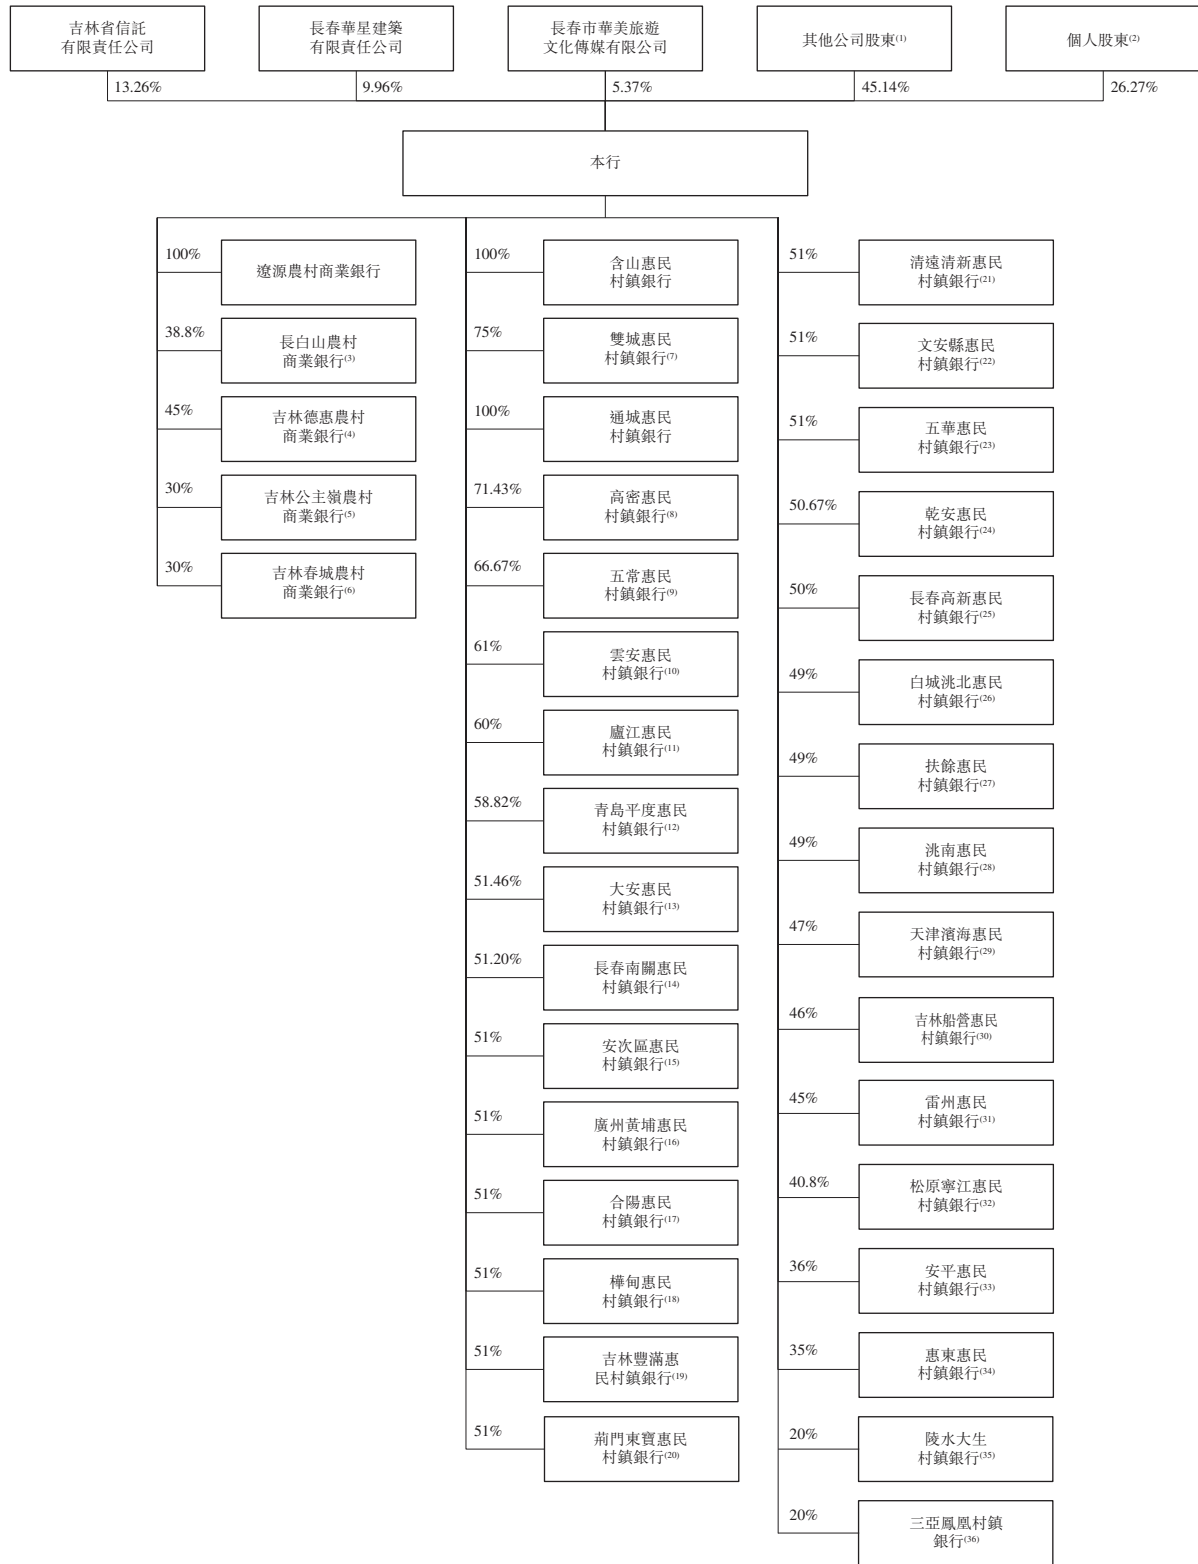 吉林省信託
有限責任公司
長春華星建築
有限責任公司
長春市華美旅遊
文化傳媒有限公司
其他公司股東(1)
個人股東(2)
13.26%
9.96%
5.37%
45.14%
26.27%
本行
100%
遼源農村商業銀行
38.8%
長白山農村
商業銀行(3)
45%
吉林德惠農村
商業銀行(4)
30%
吉林公主嶺農村
商業銀行(5)
30%
吉林春城農村
商業銀行(6)
100%
含山惠民
村鎮銀行
75%
雙城惠民
村鎮銀行(7)
100%
通城惠民
村鎮銀行
71.43%
高密惠民
村鎮銀行(8)
66.67%
五常惠民
村鎮銀行(9)
61%
雲安惠民
村鎮銀行(10)
60%
廬江惠民
村鎮銀行(11)
58.82%
青島平度惠民
村鎮銀行(12)
51.46%
大安惠民
村鎮銀行(13)
51.20%
長春南關惠民
村鎮銀行(14)
51%
安次區惠民
村鎮銀行(15)
51%
廣州黃埔惠民
村鎮銀行(16)
51%
合陽惠民
村鎮銀行(17)
51%
樺甸惠民
村鎮銀行(18)
51%
吉林豐滿惠
民村鎮銀行(19)
51%
荊門東寶惠民
村鎮銀行(20)
51%
清遠清新惠民
村鎮銀行(21)
51%
文安縣惠民
村鎮銀行(22)
51%
五華惠民
村鎮銀行(23)
50.67%
乾安惠民
村鎮銀行(24)
50%
長春高新惠民
村鎮銀行(25)
49%
白城洮北惠民
村鎮銀行(26)
49%
扶餘惠民
村鎮銀行(27)
49%
洮南惠民
村鎮銀行(28)
47%
天津濱海惠民
村鎮銀行(29)
46%
吉林船營惠民
村鎮銀行(30)
45%
雷州惠民
村鎮銀行(31)
40.8%
松原寧江惠民
村鎮銀行(32)
36%
安平惠民
村鎮銀行(33)
35%
惠東惠民
村鎮銀行(34)
20%
陵水大生
村鎮銀行(35)
20%
三亞鳳凰村鎮
銀行(36)